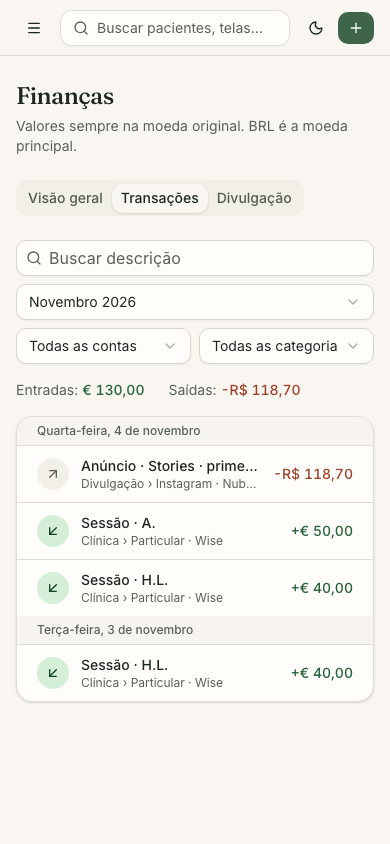 Buscar pacientes, telas...
Finanças
Valores sempre na moeda original. BRL é a moeda
principal.
Visão geral Transações Divulgação
Buscar descrição
Novembro 2026
Todas as contas Todas as categoria
Entradas: € 130,00 Saídas: -R$ 118,70
Quarta-feira, 4 de novembro
Anúncio · Stories · prime... -R$ 118,70
Divulgação › Instagram · Nub...
Sessão · A. +€ 50,00
Clínica › Particular · Wise
Sessão · H.L. +€ 40,00
Clínica › Particular · Wise
Terça-feira, 3 de novembro
Sessão · H.L. +€ 40,00
Clínica › Particular · Wise